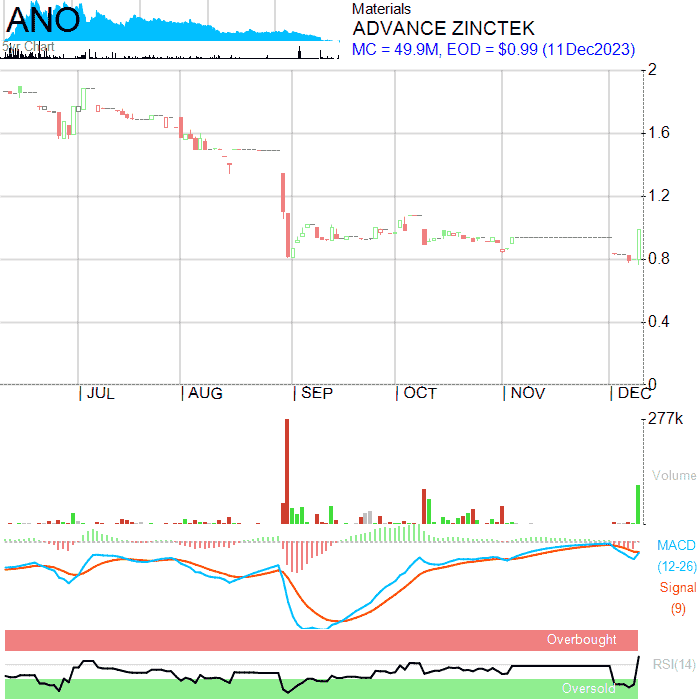 ANO
5yr Chart
Materials
ADVANCE ZINCTEK
MC = 49.9M, EOD = $0.99 (11Dec2023)
2
1.6
1.2
0.8
0.4
0
| JUL | AUG | SEP | OCT | NOV | DEC
277k
Volume
MACD
(12-26)
Signal
(9)
Overbought
RSI(14)
Oversold